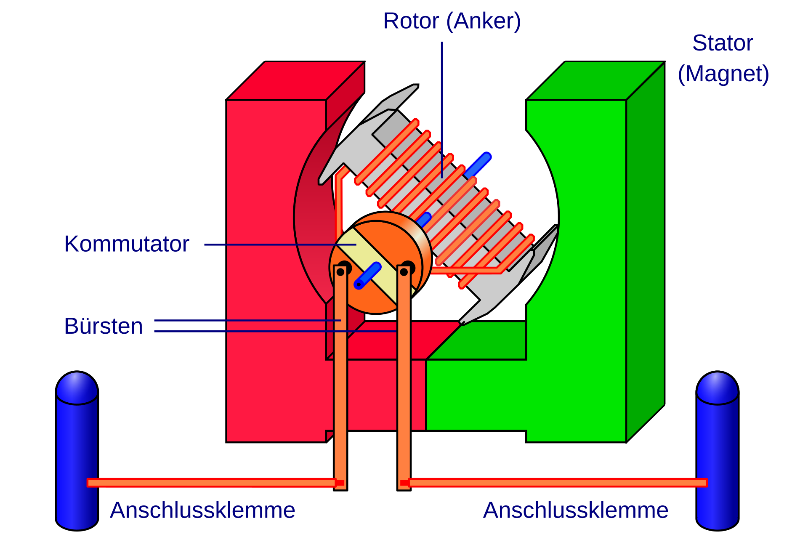 Rotor (Anker)
Stator
(Magnet)
Kommutator
Bürsten
Anschlussklemme
Anschlussklemme